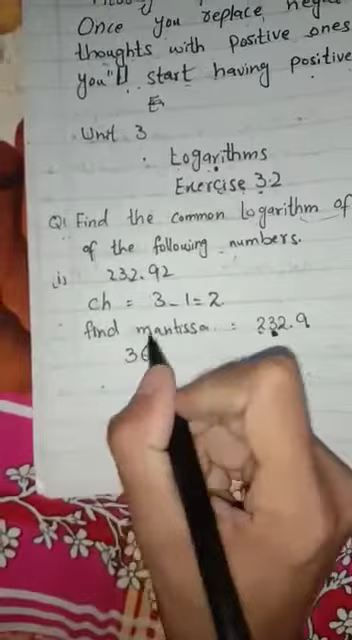 Once you replace
thoughts with positive ones
you"ll start having positive
Unit 3
Logarithms
Exercise 3.2
Q1 Find the common Logarithm of
of the following numbers.
(i) 232.92
ch = 3-1=2
find mantissa = 232.9